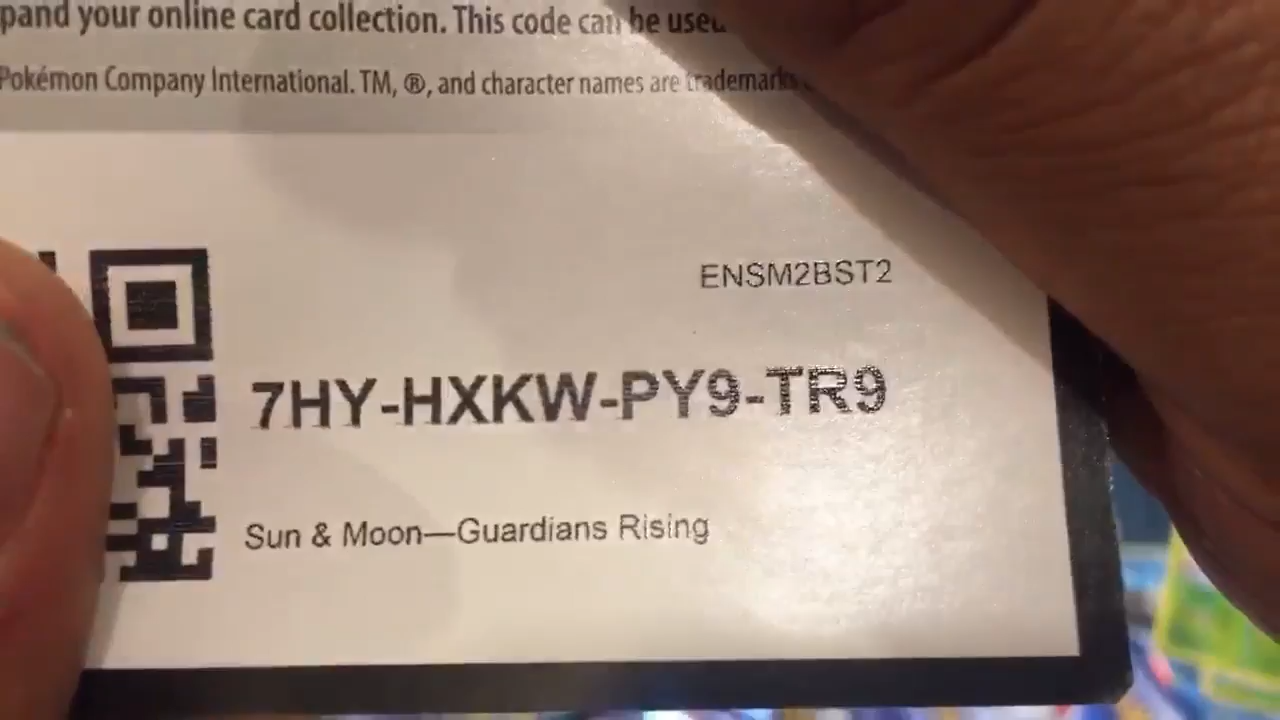 pand your online card collection. This code can be used
Pokémon Company International. TM, ®, and character names are trademarks
ENSM2BST2
7HY-HXKW-PY9-TR9
Sun & Moon—Guardians Rising